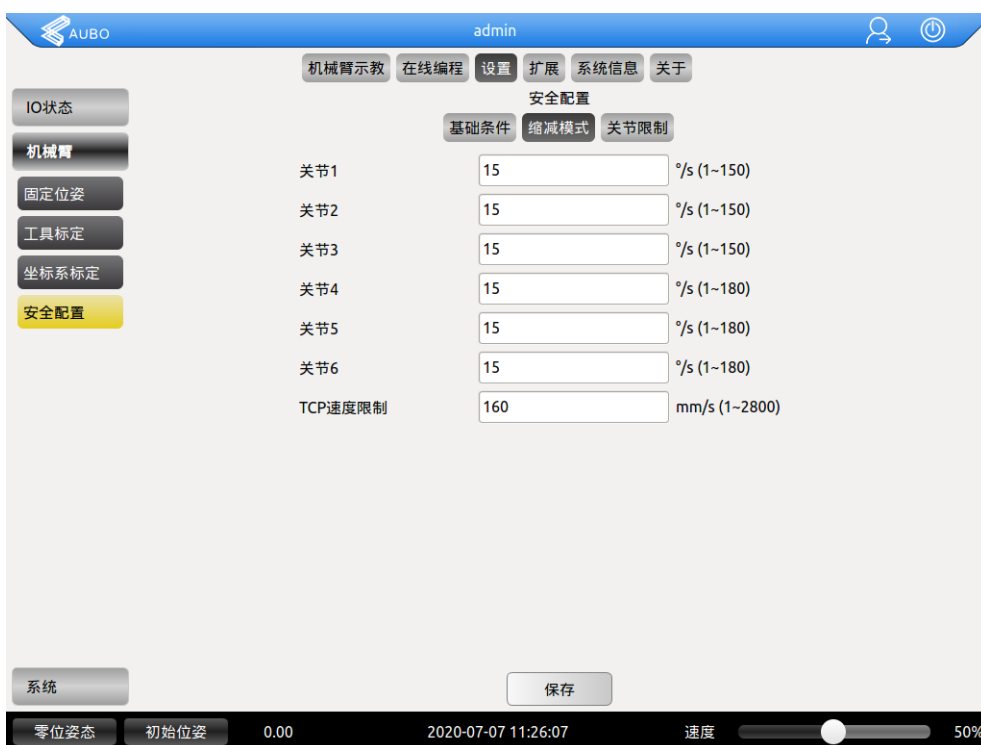 AUBO admin
机械臂示教 在线编程 设置 扩展 系统信息 关于
安全配置
基础条件 缩减模式 关节限制
IO状态
机械臂
固定位姿
工具标定
坐标系标定
安全配置
关节1 15 °/s (1~150)
关节2 15 °/s (1~150)
关节3 15 °/s (1~150)
关节4 15 °/s (1~180)
关节5 15 °/s (1~180)
关节6 15 °/s (1~180)
TCP速度限制 160 mm/s (1~2800)
系统 保存
零位姿态 初始位姿 0.00 2020-07-07 11:26:07 速度 50%